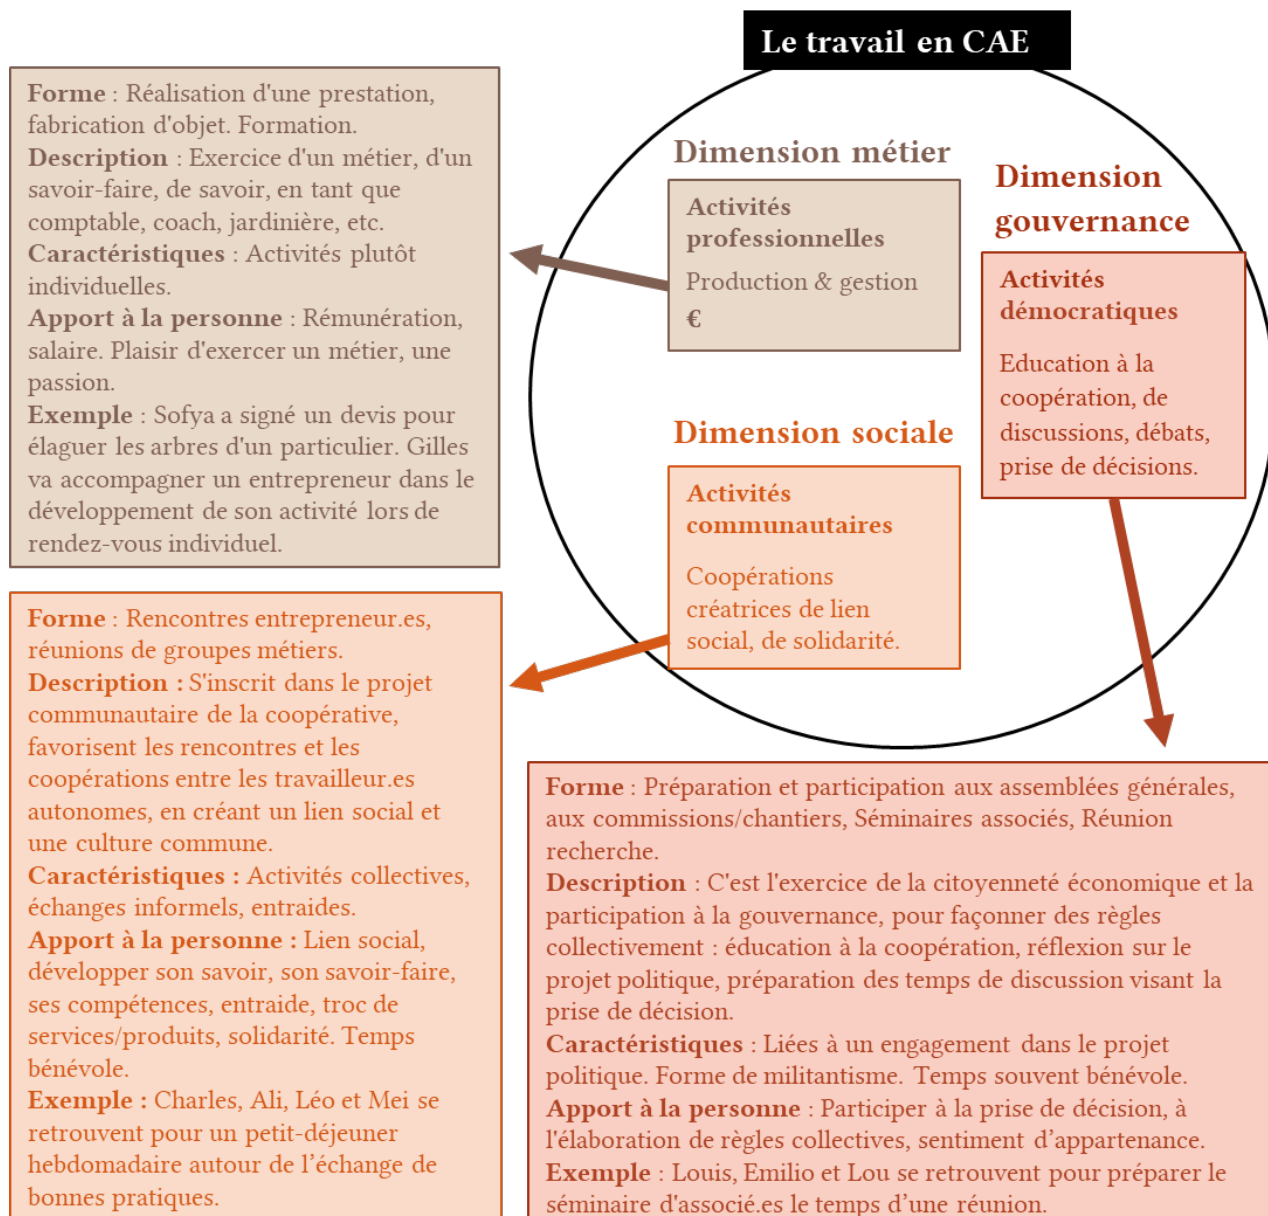 Le travail en CAE
Forme : Réalisation d'une prestation,
fabrication d'objet. Formation.
Description : Exercice d'un métier, d'un
savoir-faire, de savoir, en tant que
comptable, coach, jardinière, etc.
Caractéristiques : Activités plutôt
individuelles.
Apport à la personne : Rémunération,
salaire. Plaisir d'exercer un métier, une
passion.
Exemple : Sofya a signé un devis pour
élaguer les arbres d'un particulier. Gilles
va accompagner un entrepreneur dans le
développement de son activité lors de
rendez-vous individuel.
Dimension métier
Activités
professionnelles
Production & gestion
€
Dimension
gouvernance
Activités
démocratiques
Education à la
coopération, de
discussions, débats,
prise de décisions.
Dimension sociale
Activités
communautaires
Coopérations
créatrices de lien
social, de solidarité.
Forme : Rencontres entrepreneur.es,
réunions de groupes métiers.
Description : S'inscrit dans le projet
communautaire de la coopérative,
favorisent les rencontres et les
coopérations entre les travailleur.es
autonomes, en créant un lien social et
une culture commune.
Caractéristiques : Activités collectives,
échanges informels, entraides.
Apport à la personne : Lien social,
développer son savoir, son savoir-faire,
ses compétences, entraide, troc de
services/produits, solidarité. Temps
bénévole.
Exemple : Charles, Ali, Léo et Mei se
retrouvent pour un petit-déjeuner
hebdomadaire autour de l’échange de
bonnes pratiques.
Forme : Préparation et participation aux assemblées générales,
aux commissions/chantiers, Séminaires associés, Réunion
recherche.
Description : C'est l'exercice de la citoyenneté économique et la
participation à la gouvernance, pour façonner des règles
collectivement : éducation à la coopération, réflexion sur le
projet politique, préparation des temps de discussion visant la
prise de décision.
Caractéristiques : Liées à un engagement dans le projet
politique. Forme de militantisme. Temps souvent bénévole.
Apport à la personne : Participer à la prise de décision, à
l'élaboration de règles collectives, sentiment d’appartenance.
Exemple : Louis, Emilio et Lou se retrouvent pour préparer le
séminaire d'associé.es le temps d’une réunion.